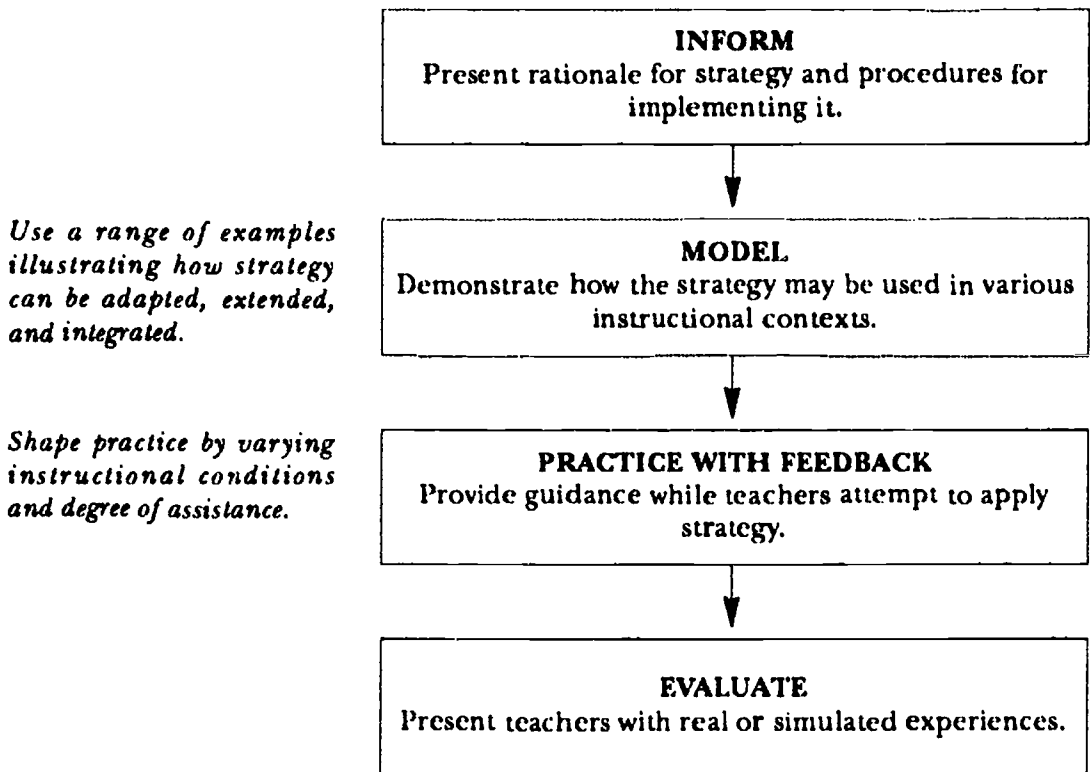 INFORM
Present rationale for strategy and procedures for
implementing it.
Use a range of examples
illustrating how strategy
can be adapted, extended,
and integrated.
MODEL
Demonstrate how the strategy may be used in various
instructional contexts.
Shape practice by varying
instructional conditions
and degree of assistance.
PRACTICE WITH FEEDBACK
Provide guidance while teachers attempt to apply
strategy.
EVALUATE
Present teachers with real or simulated experiences.